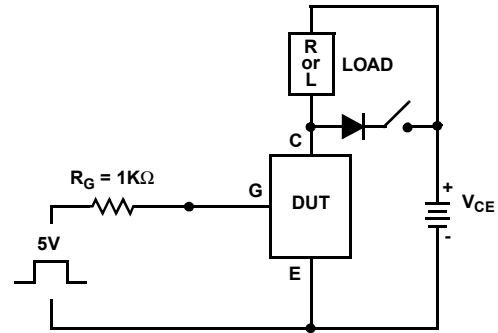 R
or
L
LOAD
C
R_G = 1KΩ
G
DUT
+
V_CE
-
5V
E